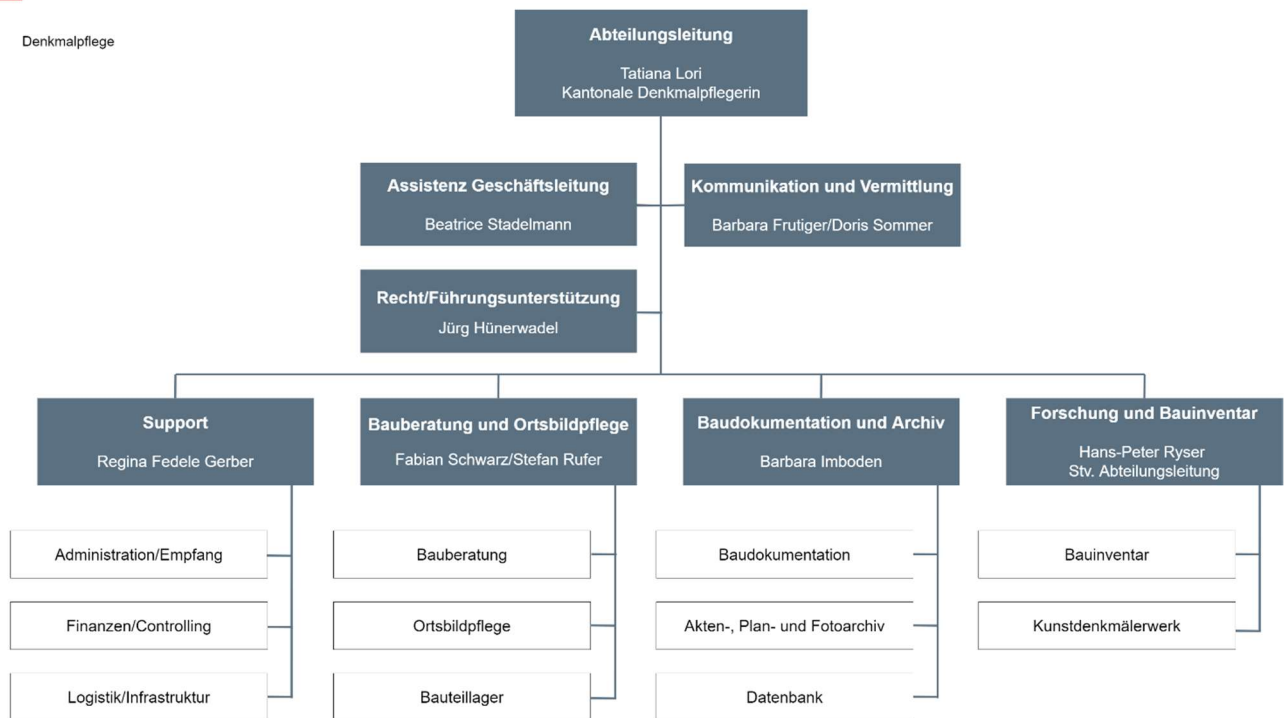 Denkmalpflege
Abteilungsleitung
Tatiana Lori
Kantonale Denkmalpflegerin
Assistenz Geschäftsleitung
Beatrice Stadelmann
Kommunikation und Vermittlung
Barbara Frutiger/Doris Sommer
Recht/Führungsunterstützung
Jürg Hünerwadel
Support
Regina Fedele Gerber
Bauberatung und Ortsbildpflege
Fabian Schwarz/Stefan Rufer
Baudokumentation und Archiv
Barbara Imboden
Forschung und Bauinventar
Hans-Peter Ryser
Stv. Abteilungsleitung
Administration/Empfang
Finanzen/Controlling
Logistik/Infrastruktur
Bauberatung
Ortsbildpflege
Bauteillager
Baudokumentation
Akten-, Plan- und Fotoarchiv
Datenbank
Bauinventar
Kunstdenkmälerwerk